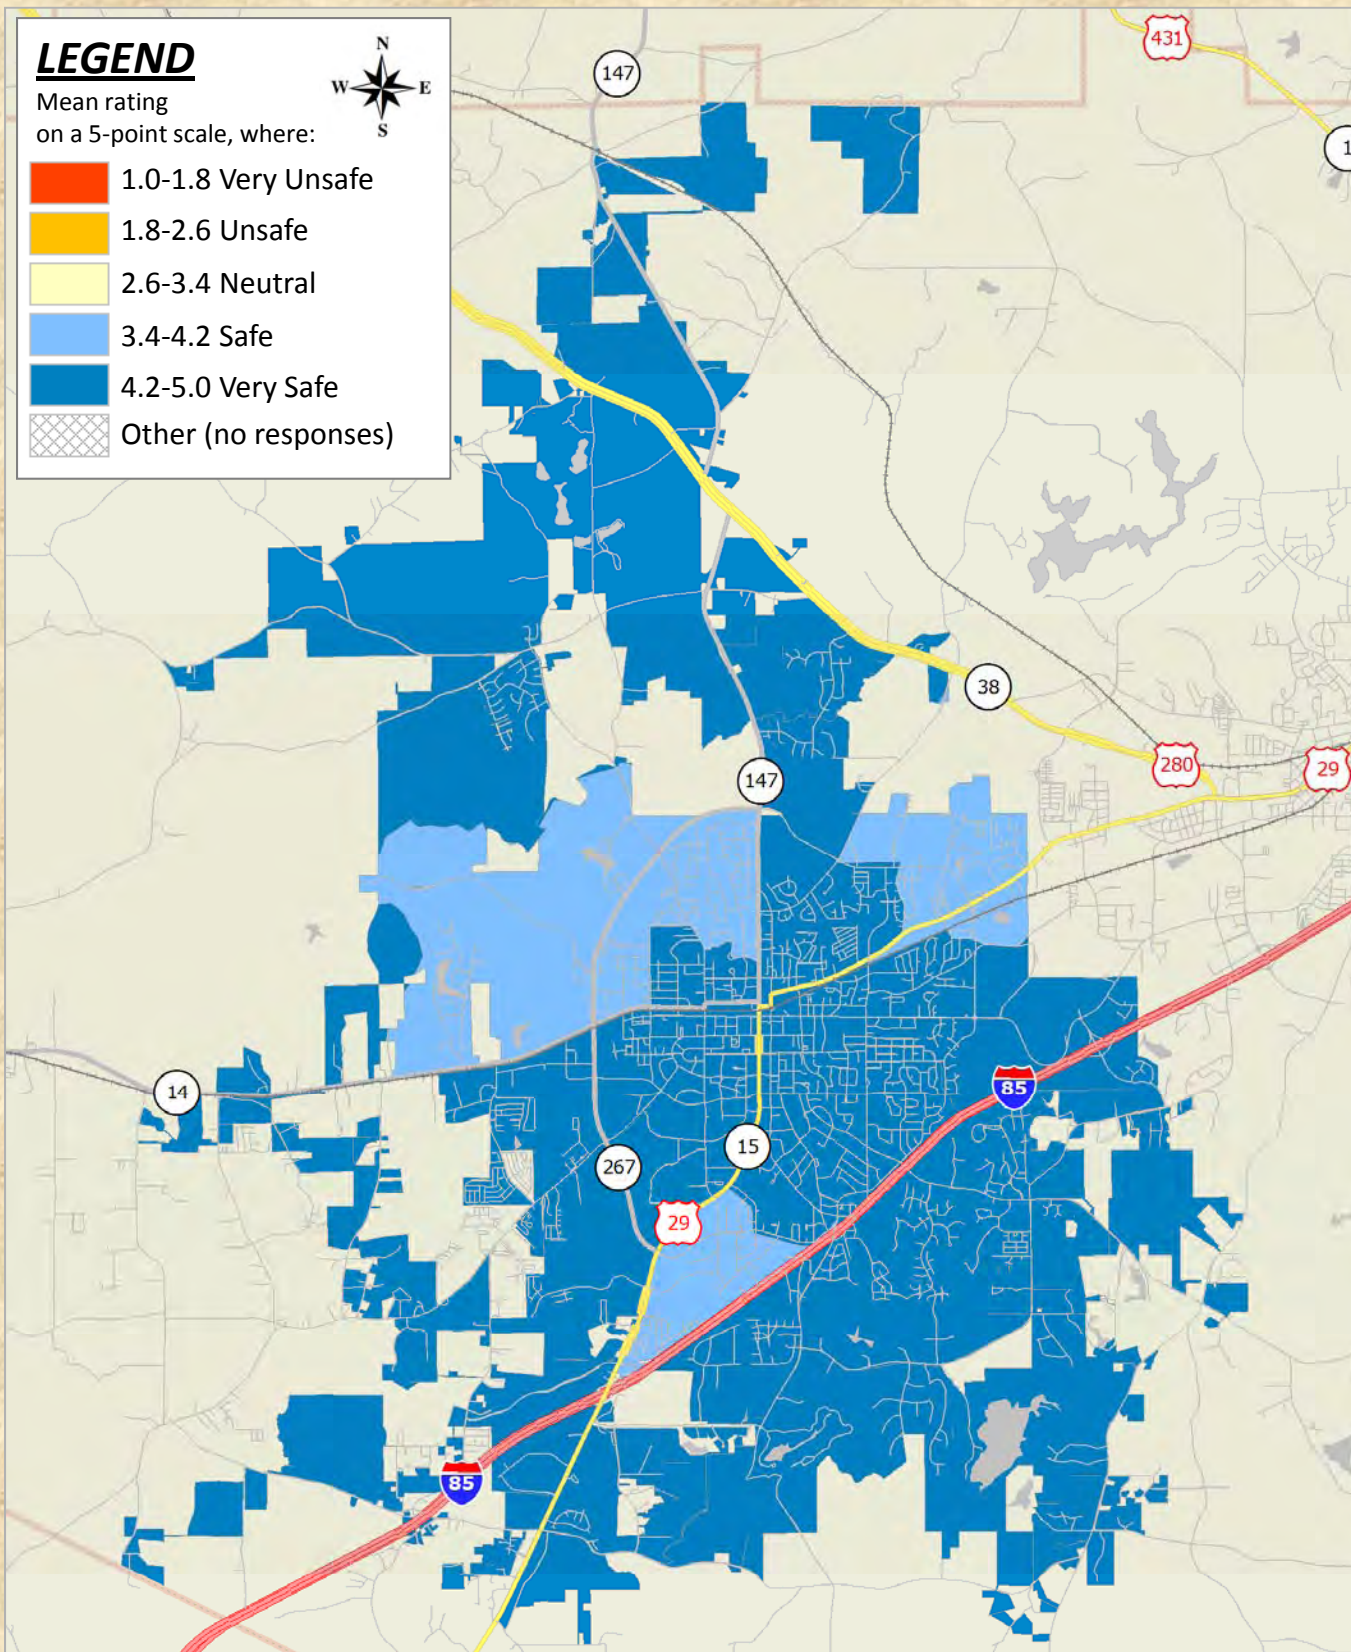 LEGEND
N
W E
S
Mean rating
on a 5-point scale, where:
1.0-1.8 Very Unsafe
1.8-2.6 Unsafe
2.6-3.4 Neutral
3.4-4.2 Safe
4.2-5.0 Very Safe
Other (no responses)
147
431
1
38
280
29
147
14
85
15
267
29
85